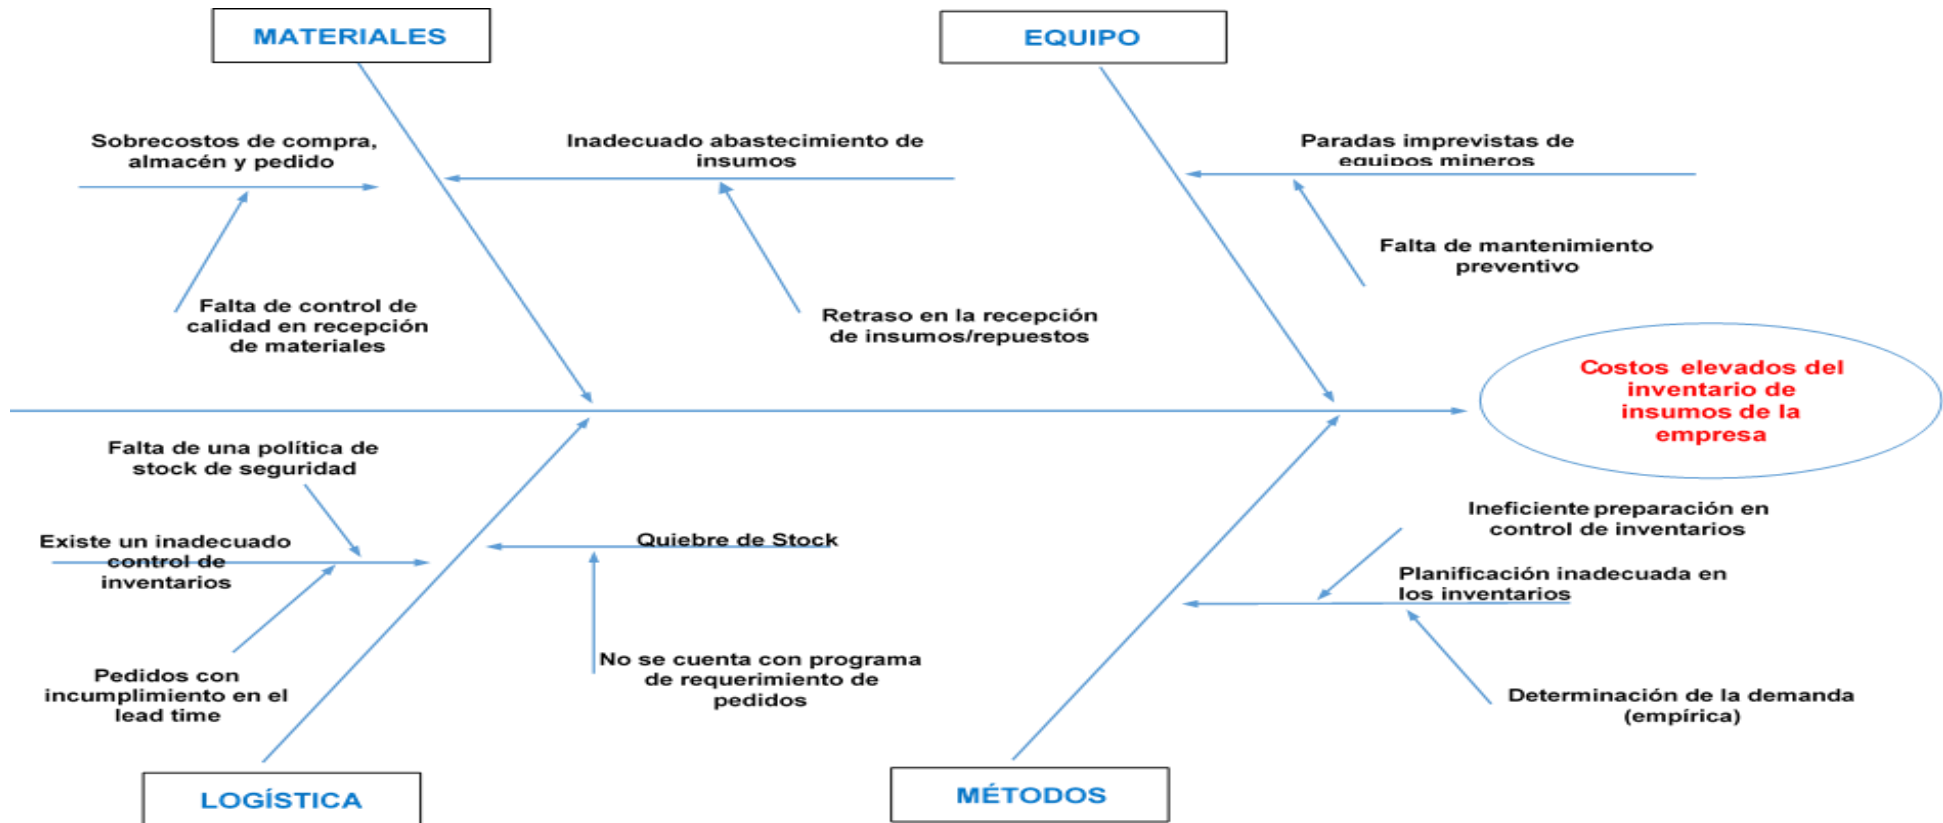 MATERIALES
EQUIPO
Sobrecostos de compra,
almacén y pedido
Inadecuado abastecimiento de
insumos
Paradas imprevistas de
equipos mineros
Falta de mantenimiento
preventivo
Falta de control de
calidad en recepción
de materiales
Retraso en la recepción
de insumos/repuestos
Costos elevados del
inventario de
insumos de la
empresa
Falta de una política de
stock de seguridad
Existe un inadecuado
control de
inventarios
Quiebre de Stock
Ineficiente preparación en
control de inventarios
Planificación inadecuada en
los inventarios
Pedidos con
incumplimiento en el
lead time
No se cuenta con programa
de requerimiento de
pedidos
Determinación de la demanda
(empírica)
LOGÍSTICA
MÉTODOS